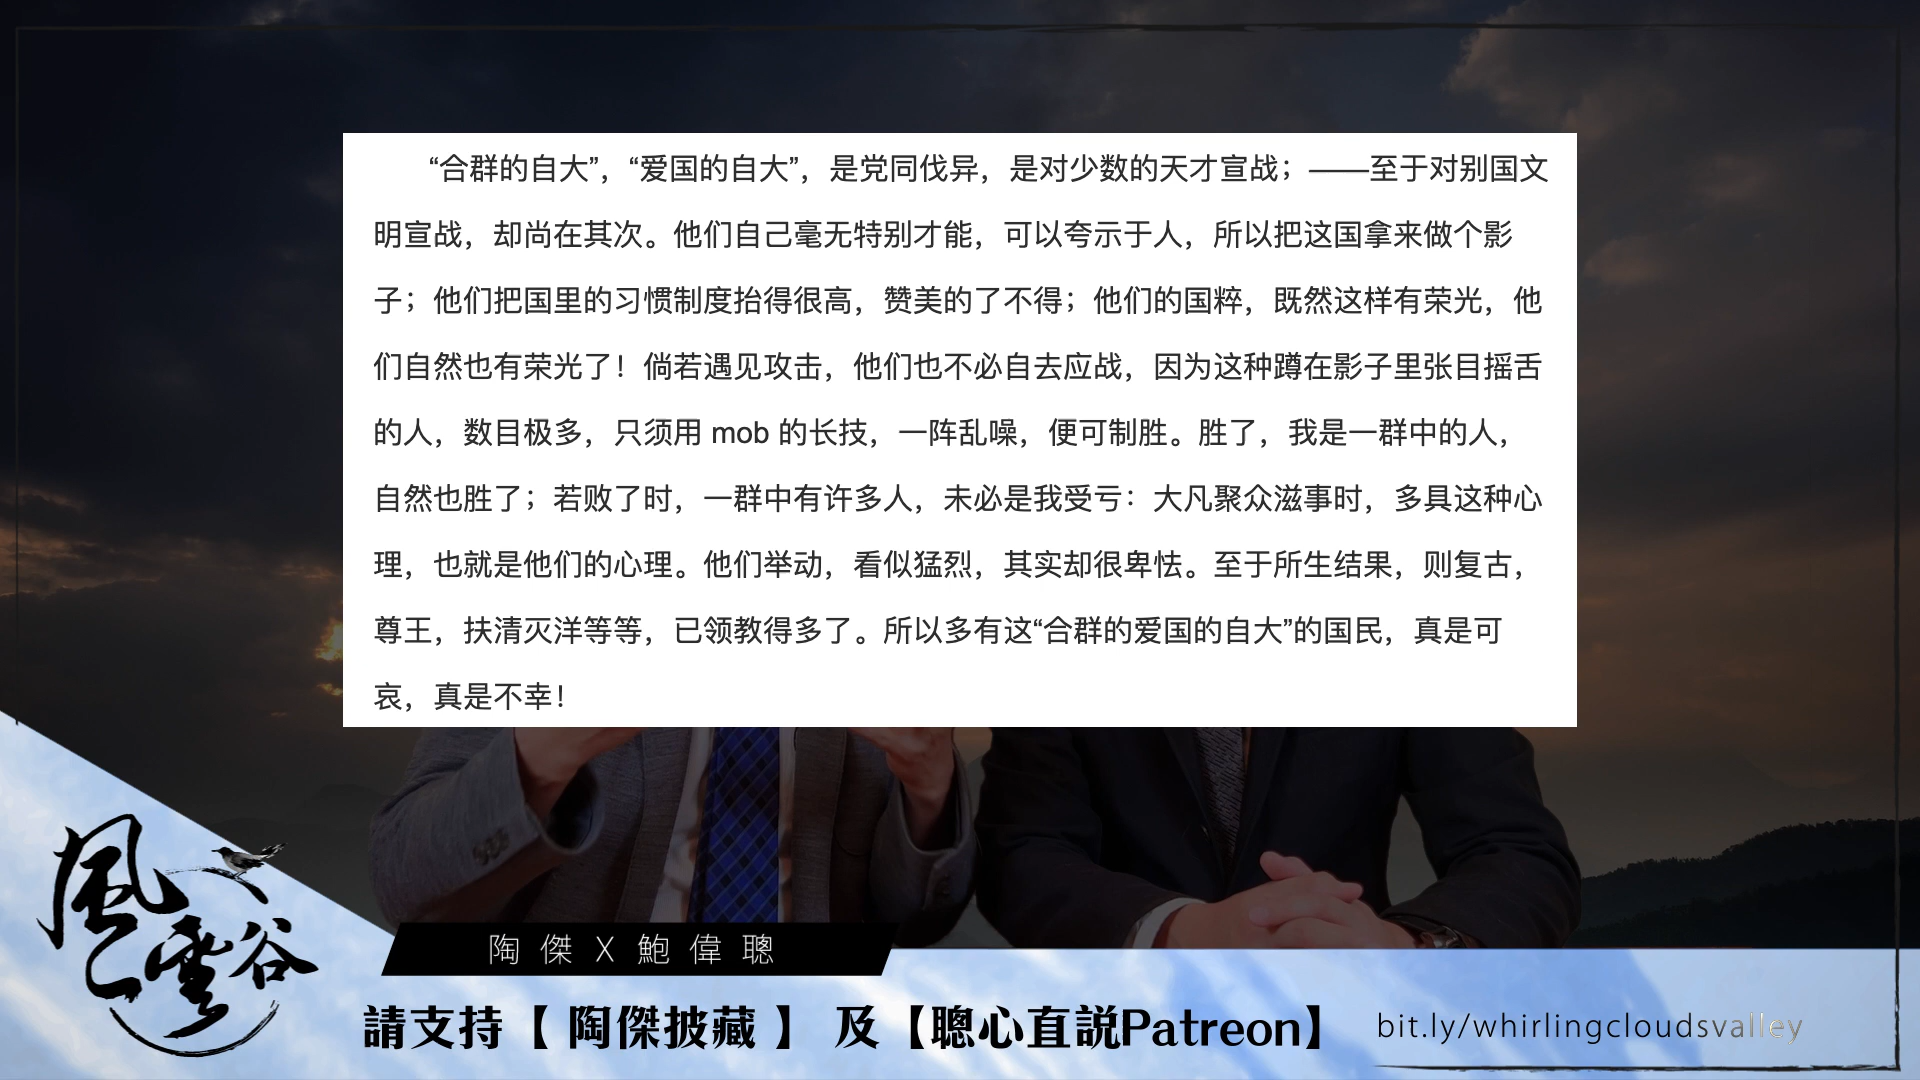 “合群的自大”，“爱国的自大”，是党同伐异，是对少数的天才宣战；——至于对别国文
明宣战，却尚在其次。他们自己毫无特别才能，可以夸示于人，所以把这国拿来做个影
子；他们把国里的习惯制度抬得很高，赞美的了不得；他们的国粹，既然这样有荣光，他
们自然也有荣光了！倘若遇见攻击，他们也不必自去应战，因为这种蹲在影子里张目摇舌
的人，数目极多，只须用 mob 的长技，一阵乱噪，便可制胜。胜了，我是一群中的人，
自然也胜了；若败了时，一群中有许多人，未必是我受亏：大凡聚众滋事时，多具这种心
理，也就是他们的心理。他们举动，看似猛烈，其实却很卑怯。至于所生结果，则复古，
尊王，扶清灭洋等等，已领教得多了。所以多有这“合群的爱国的自大”的国民，真是可
哀，真是不幸！
風雲谷
陶傑 X 鮑偉聰
請支持【 陶傑披藏 】 及【聰心直説Patreon】
bit.ly/whirlingcloudsvalley